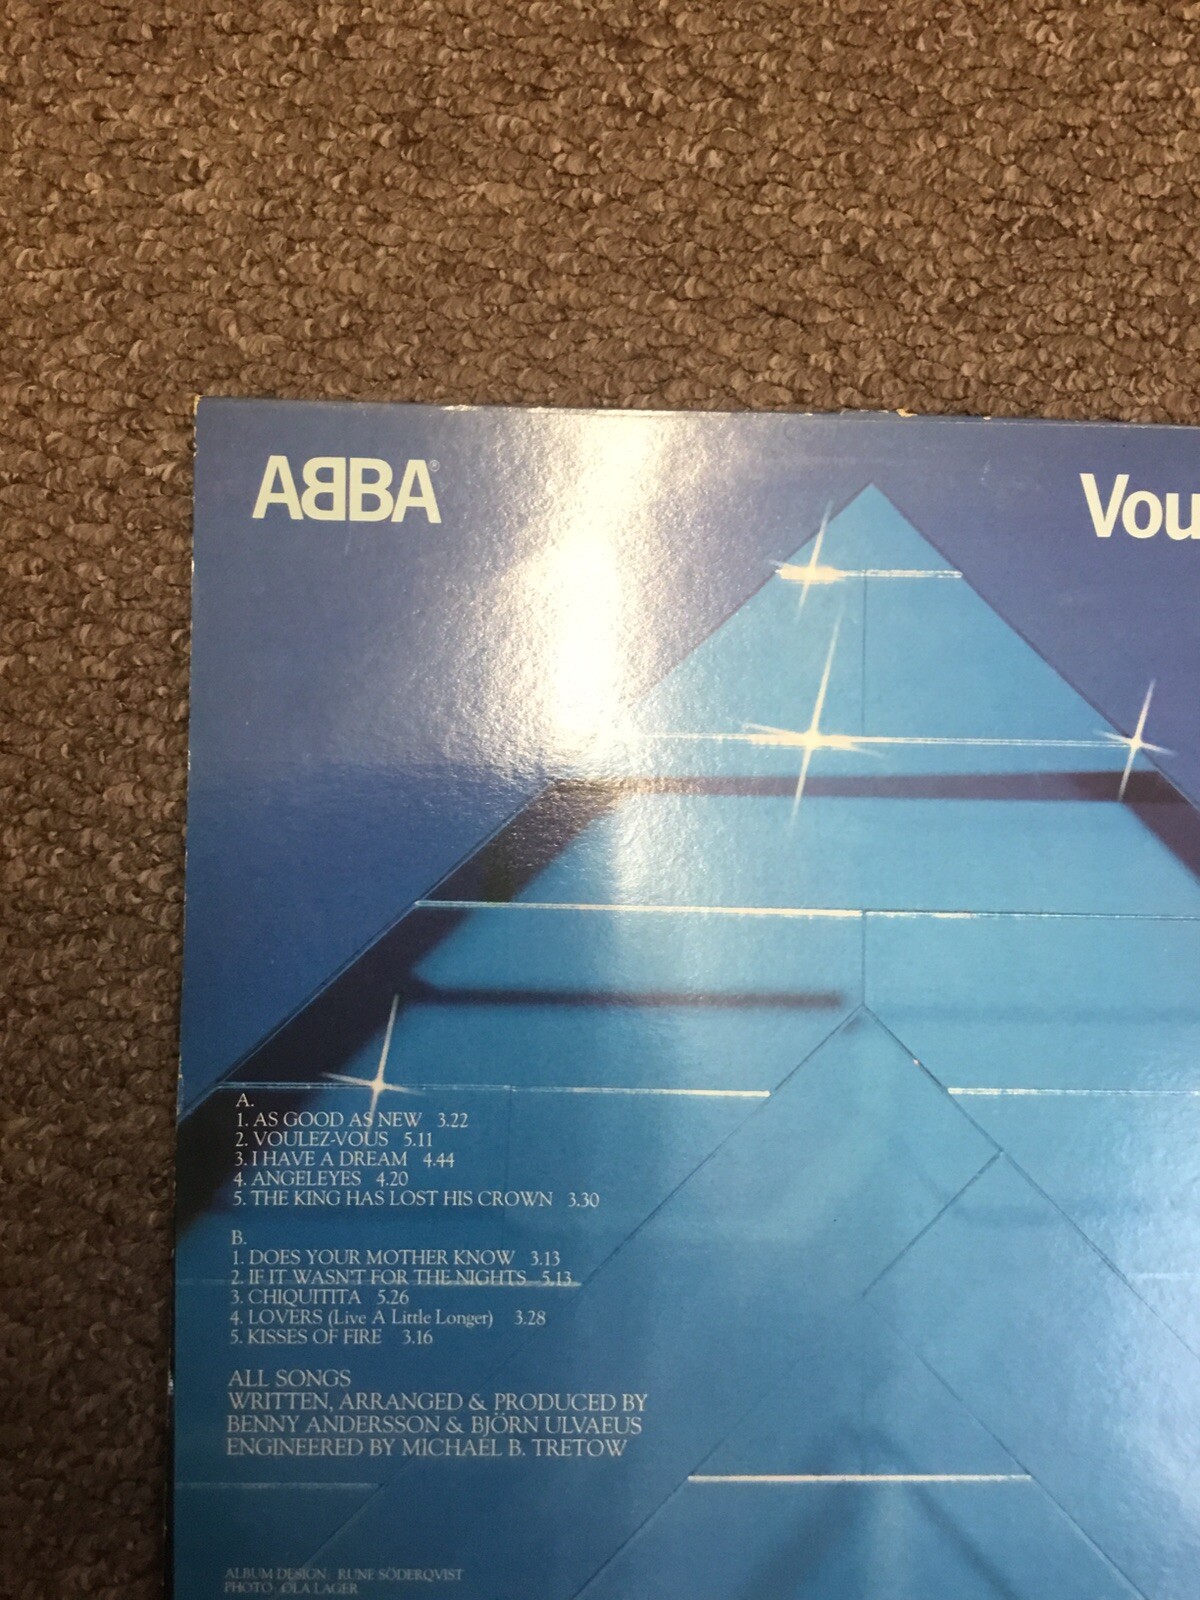 ABBA®
Vou
A.
1. AS GOOD AS NEW 3.22
2. VOULEZ-VOUS 5.11
3. I HAVE A DREAM 4.44
4. ANGELEYES 4.20
5. THE KING HAS LOST HIS CROWN 3.30
B.
1. DOES YOUR MOTHER KNOW 3.13
2. IF IT WASN'T FOR THE NIGHTS 5.13
3. CHIQUITITA 5.26
4. LOVERS (Live A Little Longer) 3.28
5. KISSES OF FIRE 3.16
ALL SONGS
WRITTEN, ARRANGED & PRODUCED BY
BENNY ANDERSSON & BJÖRN ULVAEUS
ENGINEERED BY MICHAEL B. TRETOW
ALBUM DESIGN: RUNE SÖDERQVIST
PHOTO: OLA LAGER